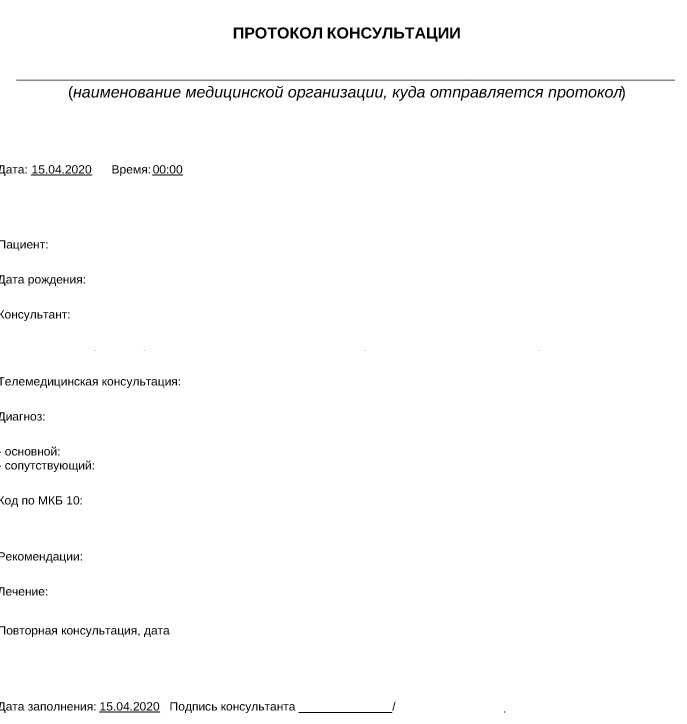 ПРОТОКОЛ КОНСУЛЬТАЦИИ
(наименование медицинской организации, куда отправляется протокол)
Дата: 15.04.2020 Время: 00:00
Пациент:
Дата рождения:
Консультант:
Телемедицинская консультация:
Диагноз:
- основной:
- сопутствующий:
Код по МКБ 10:
Рекомендации:
Лечение:
Повторная консультация, дата
Дата заполнения: 15.04.2020 Подпись консультанта ______________/